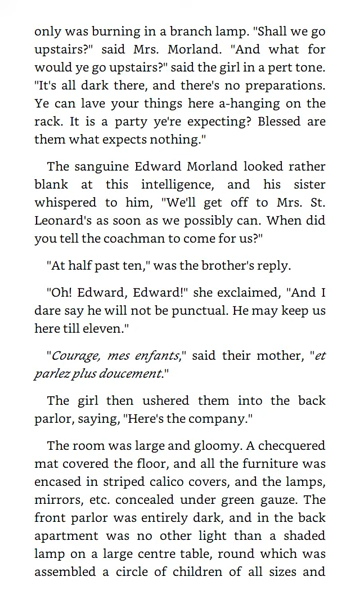 only was burning in a branch lamp. "Shall we go
upstairs?" said Mrs. Morland. "And what for
would ye go upstairs?" said the girl in a pert tone.
"It's all dark there, and there's no preparations.
Ye can lave your things here a-hanging on the
rack. It is a party ye're expecting? Blessed are
them what expects nothing."
The sanguine Edward Morland looked rather
blank at this intelligence, and his sister
whispered to him, "We'll get off to Mrs. St.
Leonard's as soon as we possibly can. When did
you tell the coachman to come for us?"
"At half past ten," was the brother's reply.
"Oh! Edward, Edward!" she exclaimed, "And I
dare say he will not be punctual. He may keep us
here till eleven."
"Courage, mes enfants," said their mother, "et
parlez plus doucement."
The girl then ushered them into the back
parlor, saying, "Here's the company."
The room was large and gloomy. A checquered
mat covered the floor, and all the furniture was
encased in striped calico covers, and the lamps,
mirrors, etc. concealed under green gauze. The
front parlor was entirely dark, and in the back
apartment was no other light than a shaded
lamp on a large centre table, round which was
assembled a circle of children of all sizes and